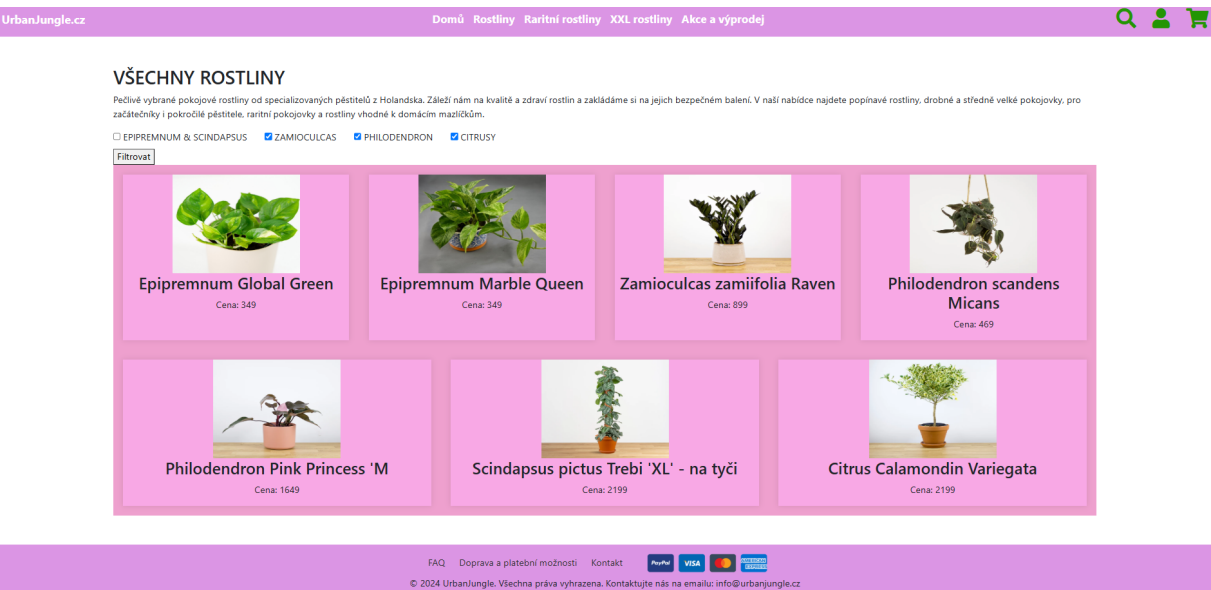 UrbanJungle.cz
Domů Rostliny Raritní rostliny XXL rostliny Akce a výprodej
VŠECHNY ROSTLINY
Pečlivě vybrané pokojové rostliny od specializovaných pěstitelů z Holandska. Záleží nám na kvalitě a zdraví rostlin a zakládáme si na jejich bezpečném balení. V naší nabídce najdete popínavé rostliny, drobné a středně velké pokojovky, pro
začátečníky i pokročilé pěstitele, raritní pokojovky a rostliny vhodné k domácím mazlíčkům.
EPIPREMNUM & SCINDAPSUS ZAMIOCULCAS PHILODENDRON CITRUSY
Filtrovat
Epipremnum Global Green
Cena: 349
Epipremnum Marble Queen
Cena: 349
Zamioculcas zamiifolia Raven
Cena: 899
Philodendron scandens
Micans
Cena: 469
Philodendron Pink Princess 'M
Cena: 1649
Scindapsus pictus Trebi 'XL' - na tyči
Cena: 2199
Citrus Calamondin Variegata
Cena: 2199
FAQ Doprava a platební možnosti Kontakt PayPal VISA AMERICAN EXPRESS
© 2024 UrbanJungle. Všechna práva vyhrazena. Kontaktujte nás na emailu: info@urbanjungle.cz